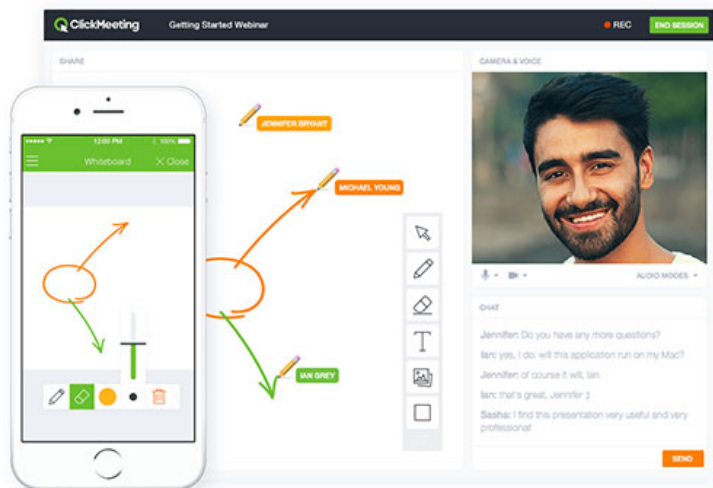 ClickMeeting
Getting Started Webinar
REC
END SESSION
SHARE
CAMERA & VOICE
12:00 PM
100%
Whiteboard
Close
JENNIFER BRYANT
MICHAEL YOUNG
IAN GREY
T
AUDIO MODES
CHAT
Jennifer: Do you have any more questions?
Ian: yes, I do: will this application run on my Mac?
Jennifer: of course it will, Ian
Ian: that's great, Jennifer :)
Sasha: I find this presentation very useful and very
professional!
SEND